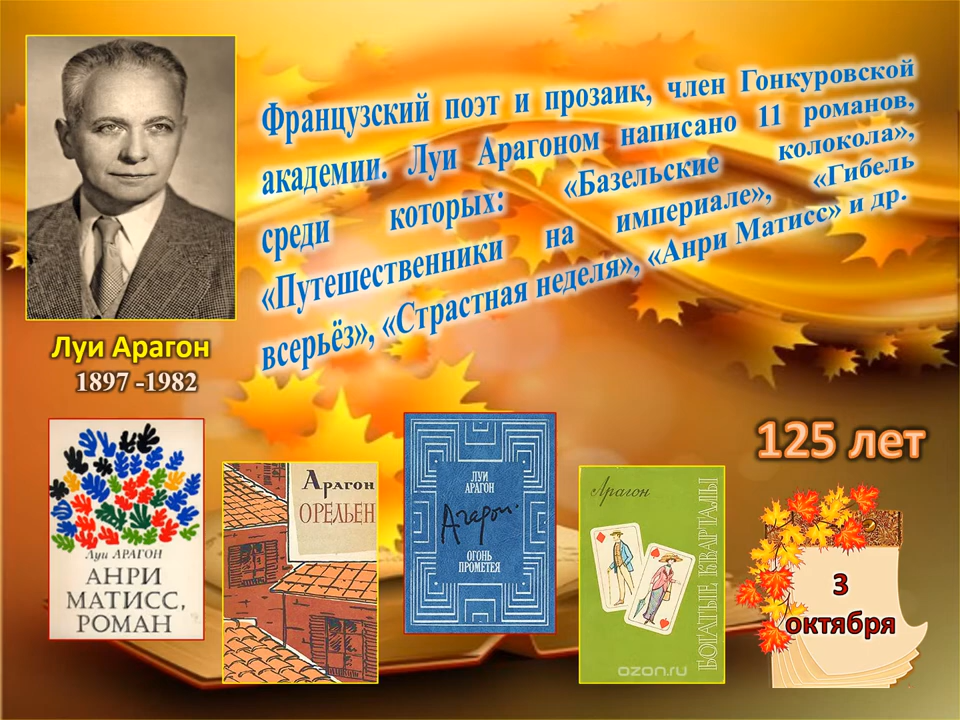 Французский поэт и прозаик, член Гонкуровской
академии. Луи Арагоном написано 11 романов,
среди которых: «Базельские колокола»,
«Путешественники на империале», «Гибель
всерьёз», «Страстная неделя», «Анри Матисс» и др.
Луи Арагон
1897 -1982
Луи АРАГОН
АНРИ
МАТИСС,
РОМАН
Арагон
ОРЕЛЬЕН
ЛУИ
АРАГОН
Арагон.
ОГОНЬ
ПРОМЕТЕЯ
Арагон
БОГАТЫЕ КВАРТАЛЫ
ozon.ru
125 лет
3
октября